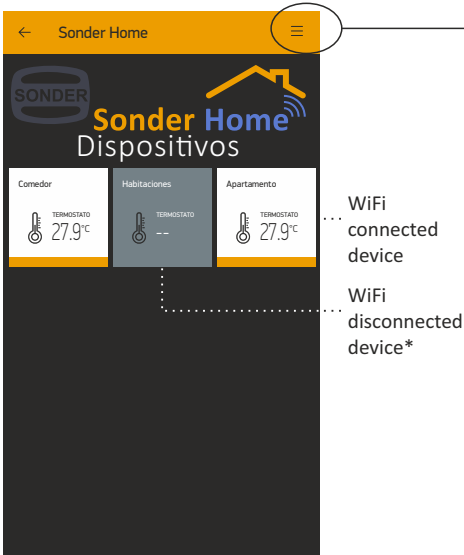 ← Sonder Home ≡
SONDER
Sonder Home
Dispositivos
Comedor
TERMOSTATO
27.9°C
Habitaciones
TERMOSTATO
--
Apartamento
TERMOSTATO
27.9°C
WiFi
connected
device
WiFi
disconnected
device*